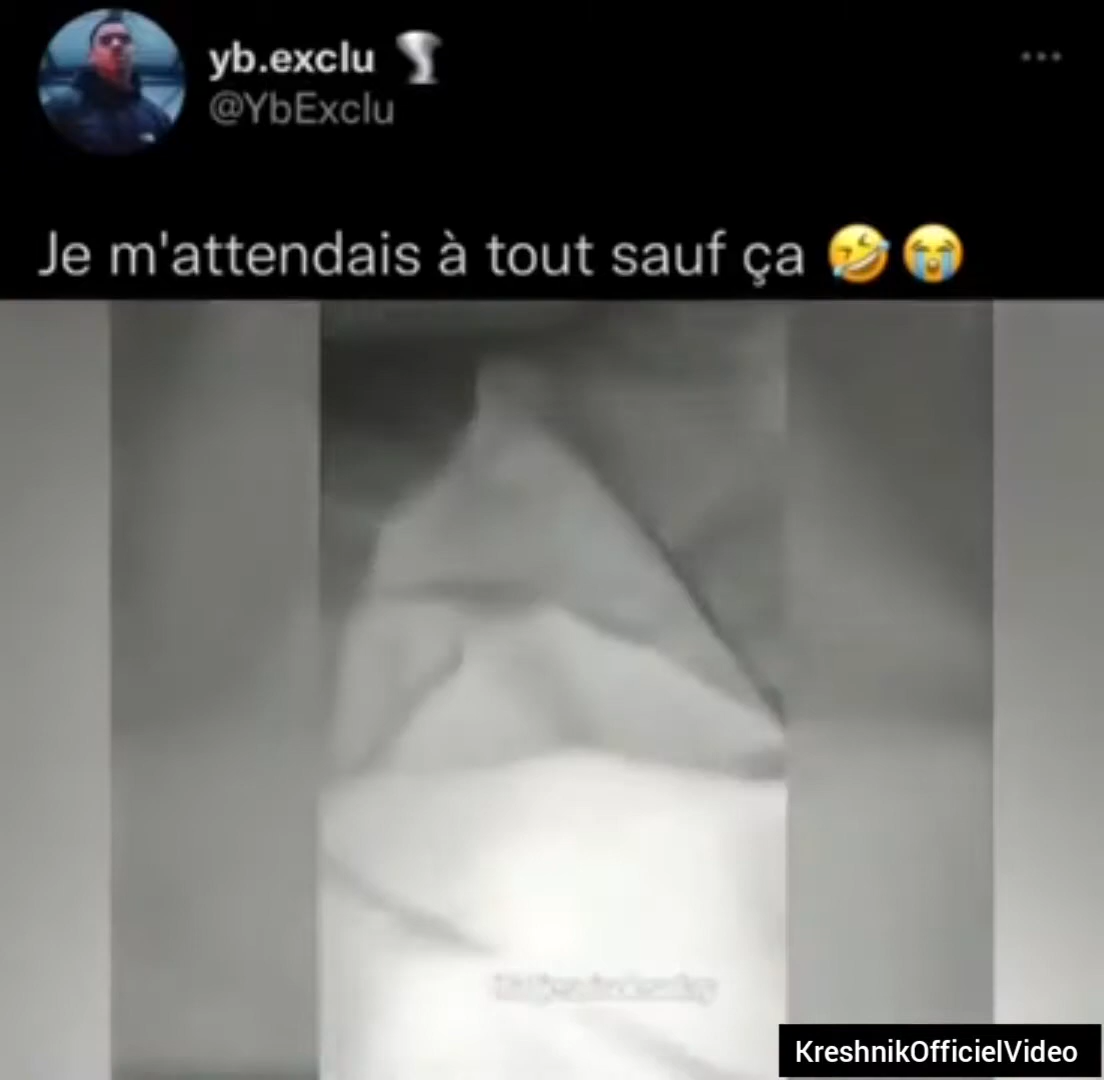 yb.exclu
@YbExclu
Je m'attendais à tout sauf ça 🤣😭
KreshnikOfficielVideo